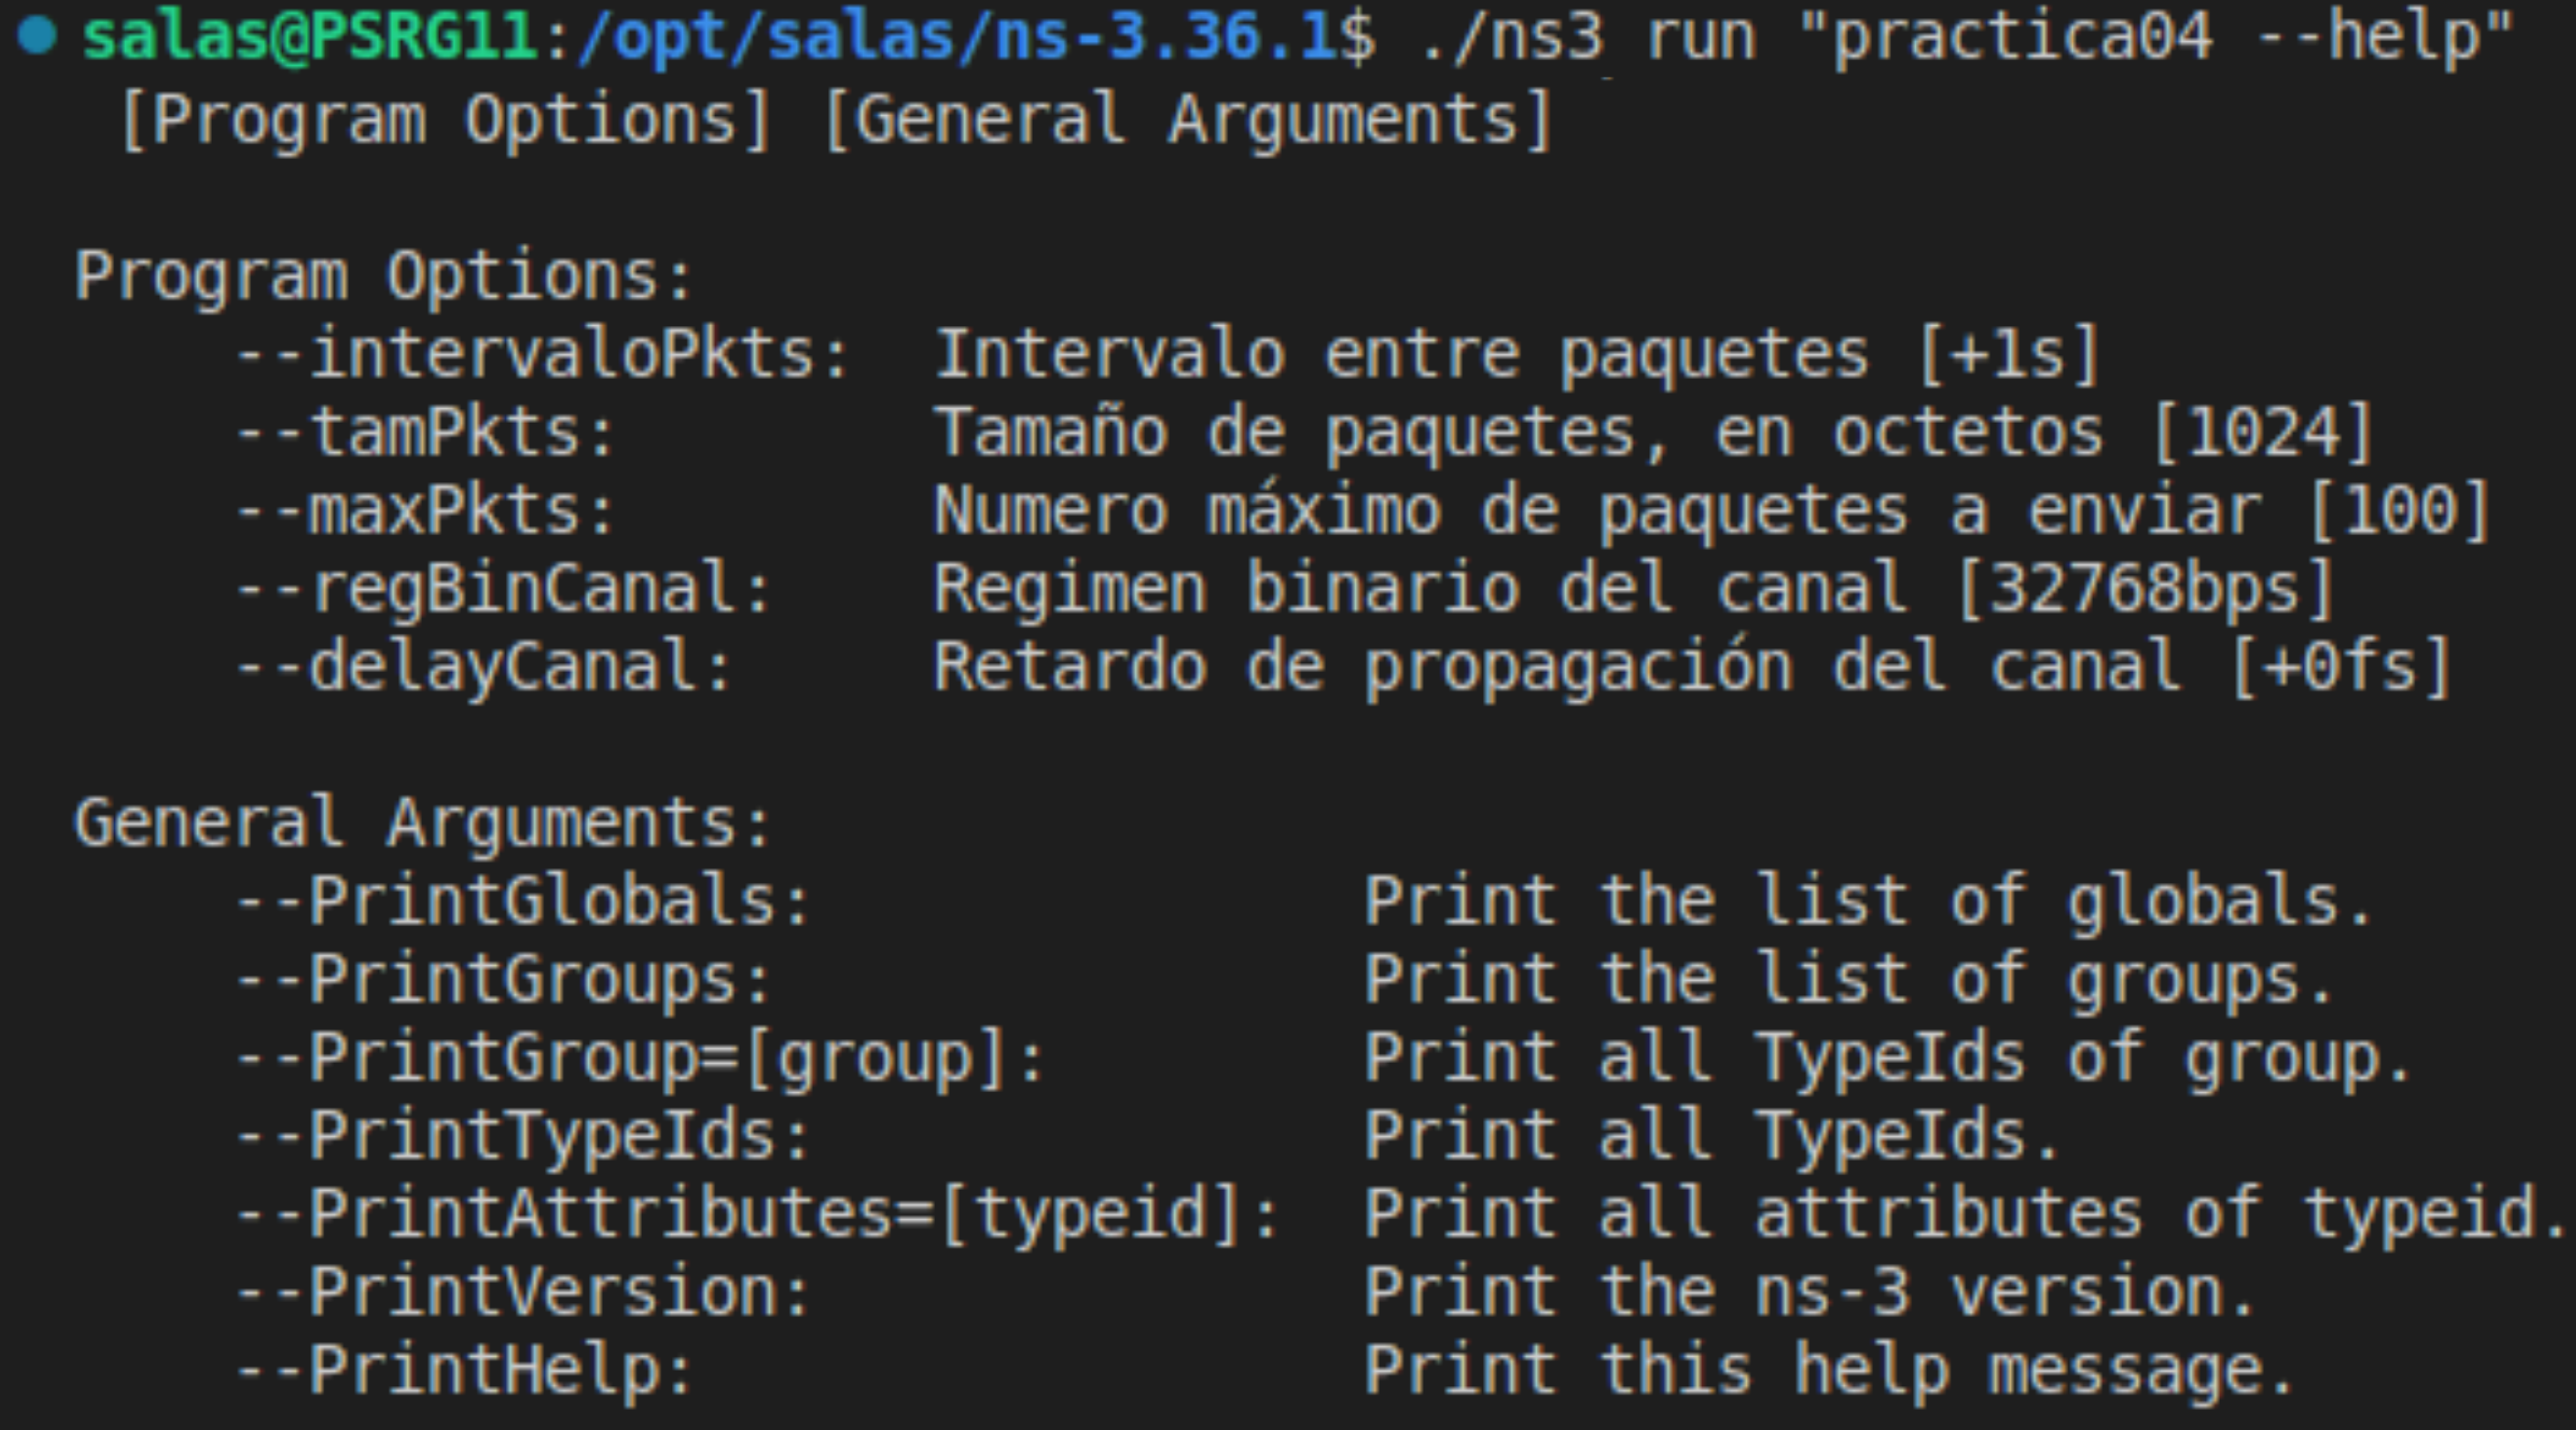 salas@PSRG11:/opt/salas/ns-3.36.1$ ./ns3 run "practica04 --help"
[Program Options] [General Arguments]
Program Options:
--intervaloPkts: Intervalo entre paquetes [+1s]
--tamPkts: Tamaño de paquetes, en octetos [1024]
--maxPkts: Numero máximo de paquetes a enviar [100]
--regBinCanal: Regimen binario del canal [32768bps]
--delayCanal: Retardo de propagación del canal [+0fs]
General Arguments:
--PrintGlobals: Print the list of globals.
--PrintGroups: Print the list of groups.
--PrintGroup=[group]: Print all TypeIds of group.
--PrintTypeIds: Print all TypeIds.
--PrintAttributes=[typeid]: Print all attributes of typeid.
--PrintVersion: Print the ns-3 version.
--PrintHelp: Print this help message.